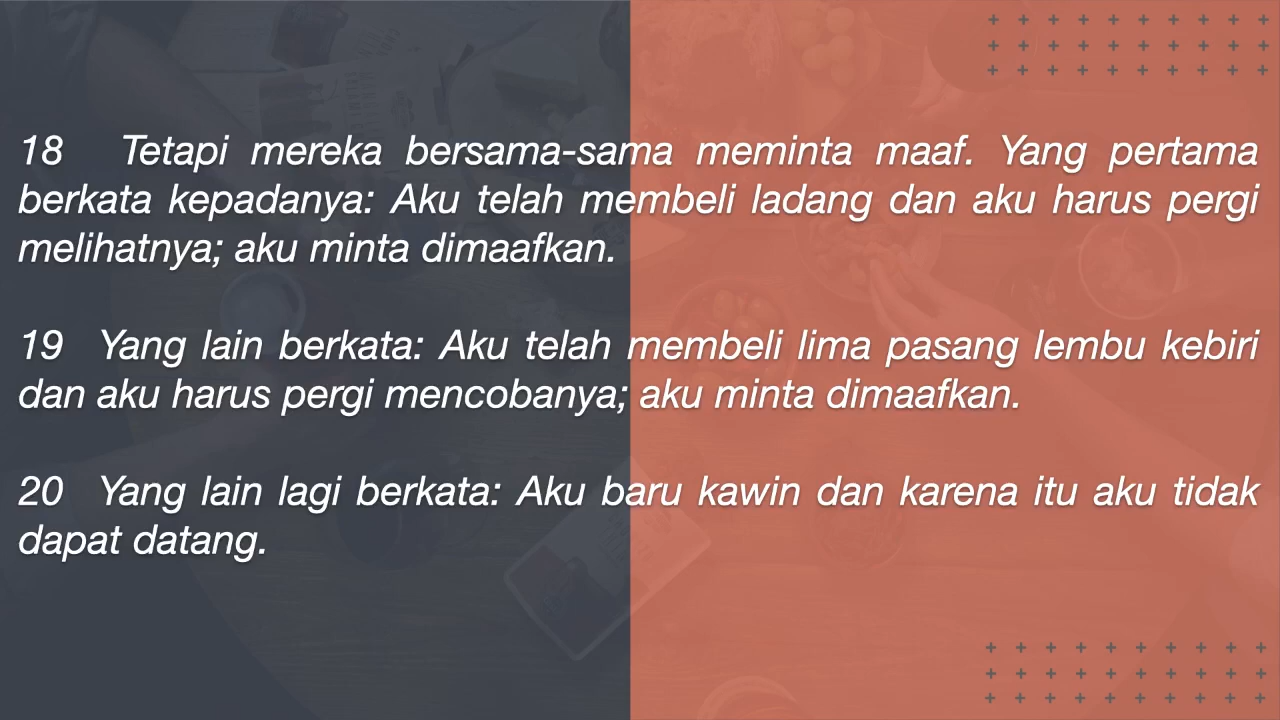 18 Tetapi mereka bersama-sama meminta maaf. Yang pertama
berkata kepadanya: Aku telah membeli ladang dan aku harus pergi
melihatnya; aku minta dimaafkan.
19 Yang lain berkata: Aku telah membeli lima pasang lembu kebiri
dan aku harus pergi mencobanya; aku minta dimaafkan.
20 Yang lain lagi berkata: Aku baru kawin dan karena itu aku tidak
dapat datang.